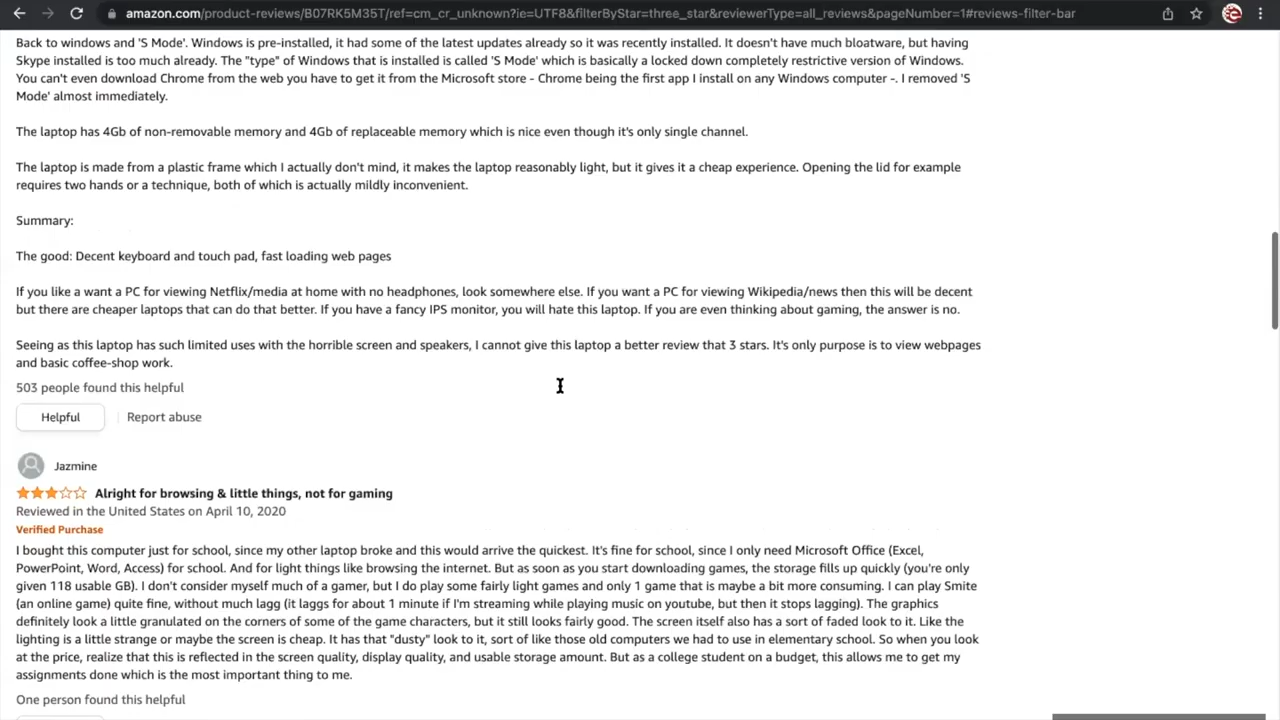 amazon.com/product-reviews/B07RK5M35T/ref=cm_cr_unknown?ie=UTF8&filterByStar=three_star&reviewerType=all_reviews&pageNumber=1#reviews-filter-bar
Back to windows and 'S Mode'. Windows is pre-installed, it had some of the latest updates already so it was recently installed. It doesn't have much bloatware, but having
Skype installed is too much already. The "type" of Windows that is installed is called 'S Mode' which is basically a locked down completely restrictive version of Windows.
You can't even download Chrome from the web you have to get it from the Microsoft store - Chrome being the first app I install on any Windows computer -. I removed 'S
Mode' almost immediately.
The laptop has 4Gb of non-removable memory and 4Gb of replaceable memory which is nice even though it's only single channel.
The laptop is made from a plastic frame which I actually don't mind, it makes the laptop reasonably light, but it gives it a cheap experience. Opening the lid for example
requires two hands or a technique, both of which is actually mildly inconvenient.
Summary:
The good: Decent keyboard and touch pad, fast loading web pages
If you like a want a PC for viewing Netflix/media at home with no headphones, look somewhere else. If you want a PC for viewing Wikipedia/news then this will be decent
but there are cheaper laptops that can do that better. If you have a fancy IPS monitor, you will hate this laptop. If you are even thinking about gaming, the answer is no.
Seeing as this laptop has such limited uses with the horrible screen and speakers, I cannot give this laptop a better review that 3 stars. It's only purpose is to view webpages
and basic coffee-shop work.
503 people found this helpful
Helpful
Report abuse
Jazmine
Alright for browsing & little things, not for gaming
Reviewed in the United States on April 10, 2020
Verified Purchase
I bought this computer just for school, since my other laptop broke and this would arrive the quickest. It's fine for school, since I only need Microsoft Office (Excel,
PowerPoint, Word, Access) for school. And for light things like browsing the internet. But as soon as you start downloading games, the storage fills up quickly (you're only
given 118 usable GB). I don't consider myself much of a gamer, but I do play some fairly light games and only 1 game that is maybe a bit more consuming. I can play Smite
(an online game) quite fine, without much lagg (it laggs for about 1 minute if I'm streaming while playing music on youtube, but then it stops lagging). The graphics
definitely look a little granulated on the corners of some of the game characters, but it still looks fairly good. The screen itself also has a sort of faded look to it. Like the
lighting is a little strange or maybe the screen is cheap. It has that "dusty" look to it, sort of like those old computers we had to use in elementary school. So when you look
at the price, realize that this is reflected in the screen quality, display quality, and usable storage amount. But as a college student on a budget, this allows me to get my
assignments done which is the most important thing to me.
One person found this helpful